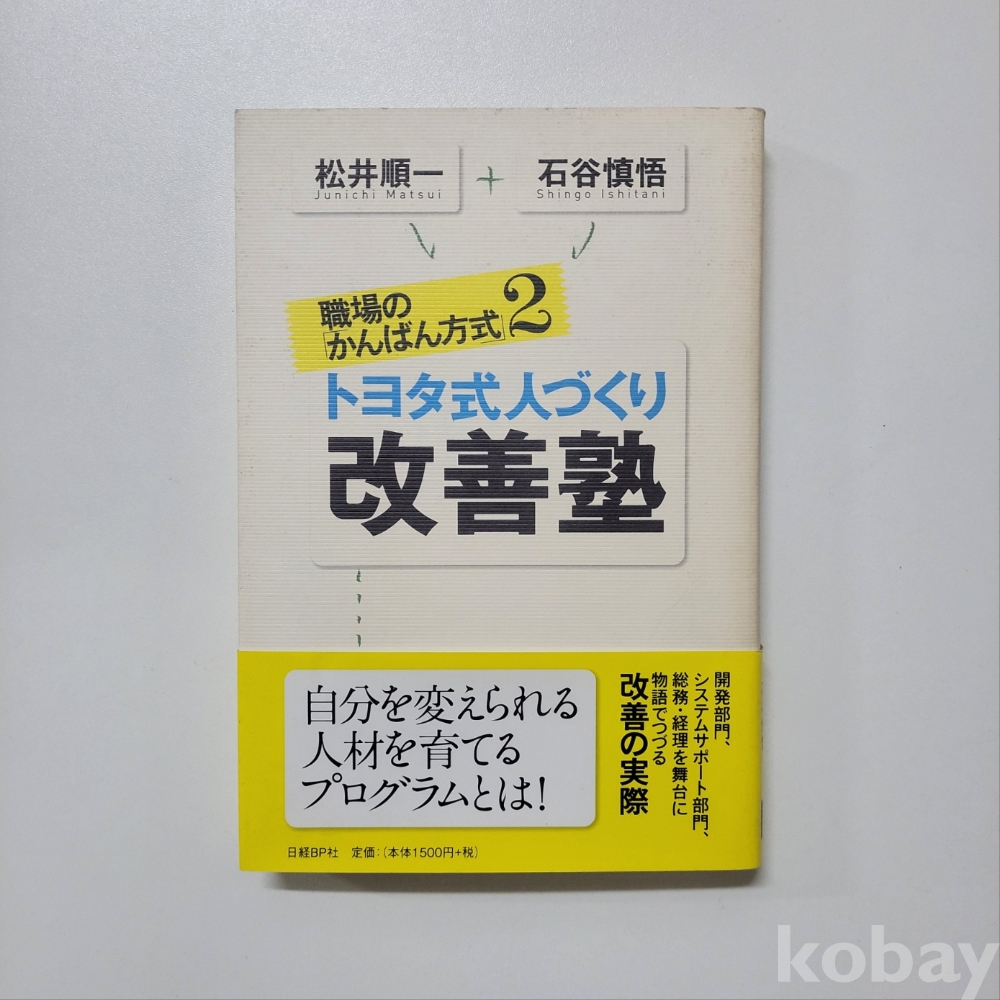 松井順一 + 石谷慎悟
Junichi Matsui Shingo Ishitani
職場の
「かんばん方式」2
トヨタ式人づくり
改善塾
自分を変えられる
人材を育てる
プログラムとは!
開発部門、
システムサポート部門、
総務・経理を舞台に
物語でつづる
改善の実際
日経BP社 定価:(本体1500円+税)
kobay